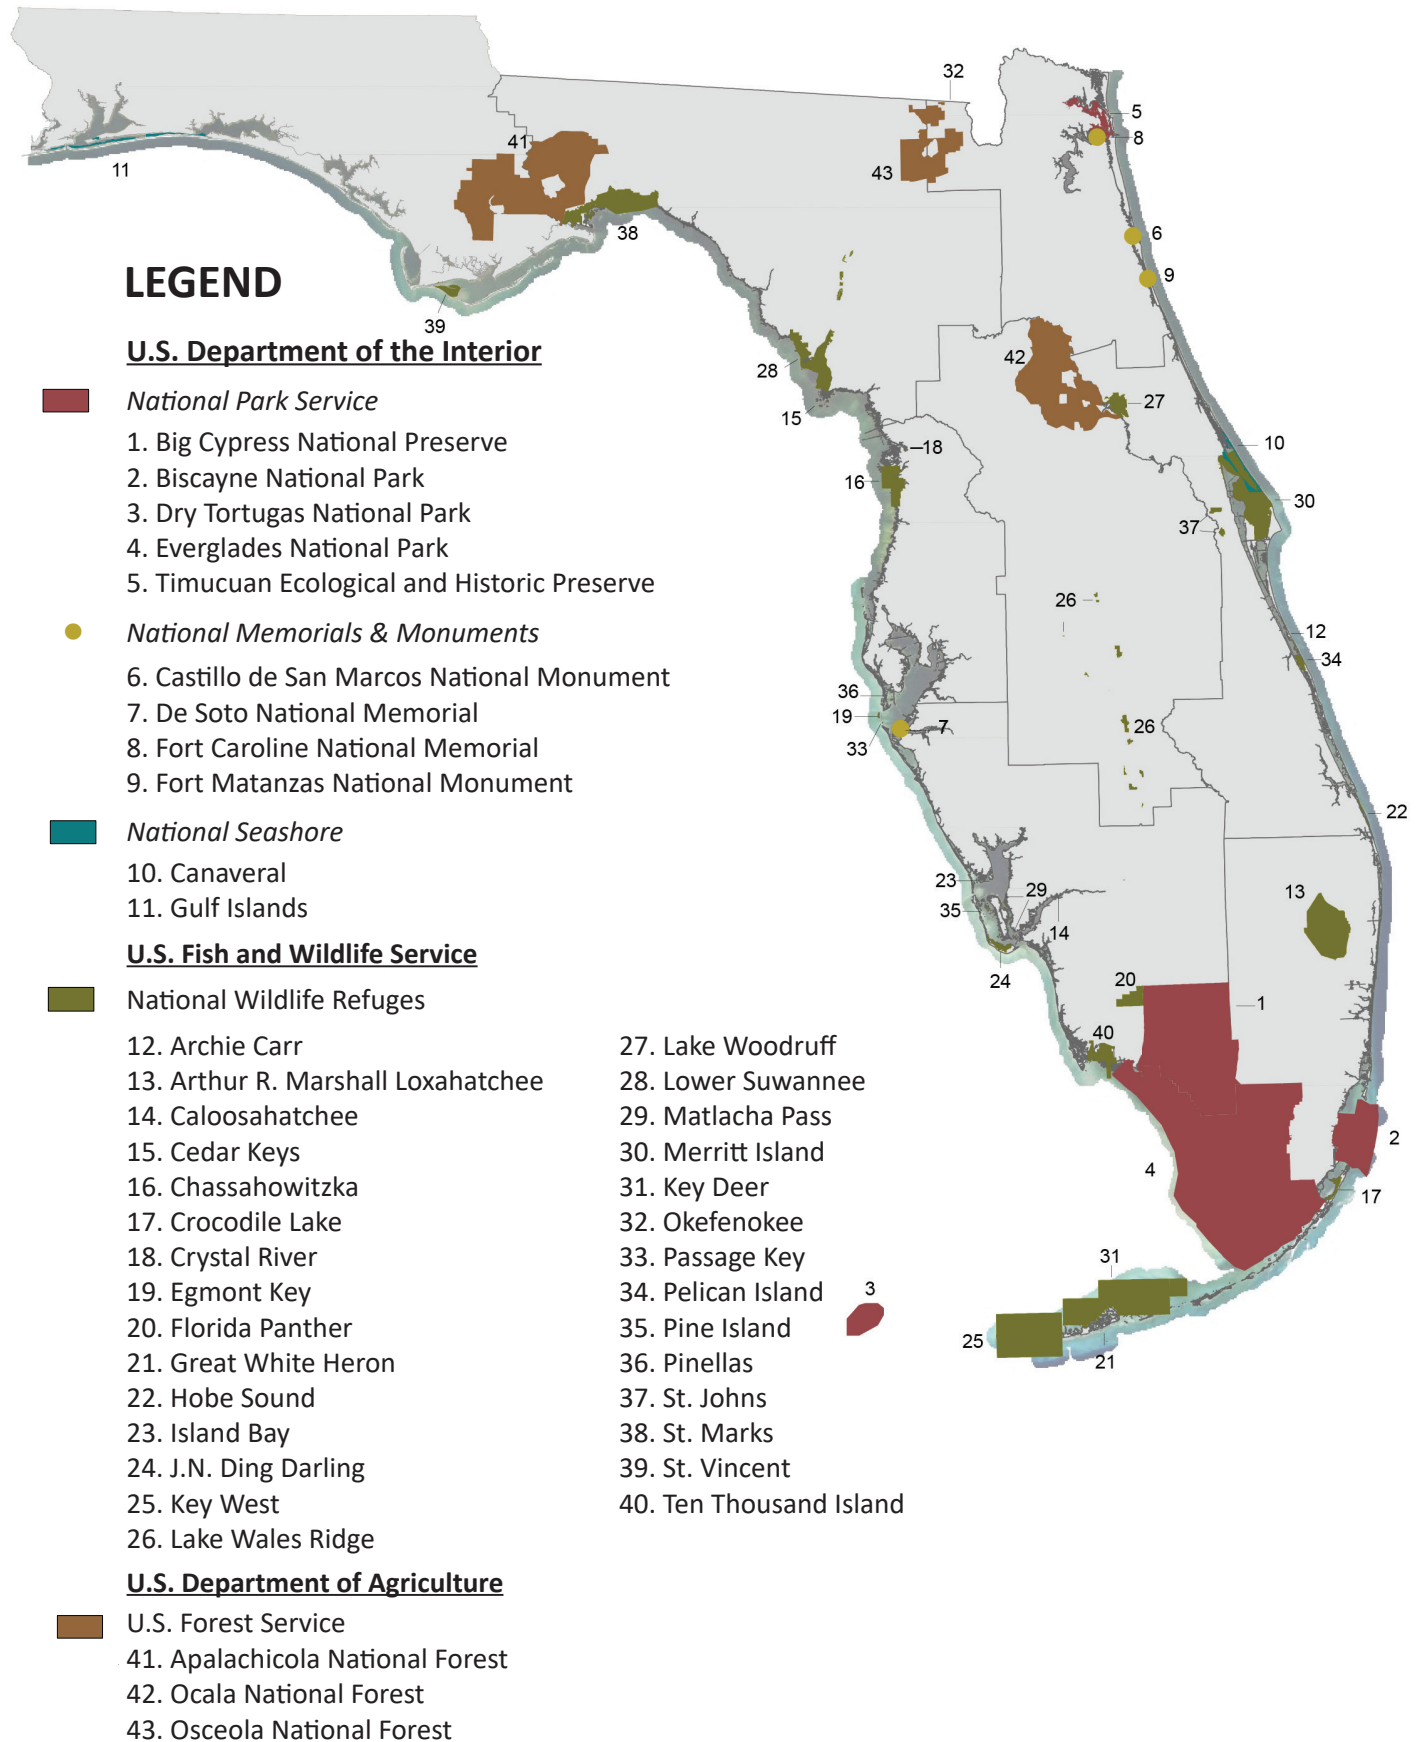 32
5
8
41
43
11
38
6
9
39
42
28
27
15
10
18
16
30
37
26
12
34
36
19
7
26
33
22
23
29
13
35
14
24
20
1
40
2
4
17
31
3
25
21
LEGEND
U.S. Department of the Interior
National Park Service
1. Big Cypress National Preserve
2. Biscayne National Park
3. Dry Tortugas National Park
4. Everglades National Park
5. Timucuan Ecological and Historic Preserve
National Memorials & Monuments
6. Castillo de San Marcos National Monument
7. De Soto National Memorial
8. Fort Caroline National Memorial
9. Fort Matanzas National Monument
National Seashore
10. Canaveral
11. Gulf Islands
U.S. Fish and Wildlife Service
National Wildlife Refuges
12. Archie Carr
13. Arthur R. Marshall Loxahatchee
14. Caloosahatchee
15. Cedar Keys
16. Chassahowitzka
17. Crocodile Lake
18. Crystal River
19. Egmont Key
20. Florida Panther
21. Great White Heron
22. Hobe Sound
23. Island Bay
24. J.N. Ding Darling
25. Key West
26. Lake Wales Ridge
27. Lake Woodruff
28. Lower Suwannee
29. Matlacha Pass
30. Merritt Island
31. Key Deer
32. Okefenokee
33. Passage Key
34. Pelican Island
35. Pine Island
36. Pinellas
37. St. Johns
38. St. Marks
39. St. Vincent
40. Ten Thousand Island
U.S. Department of Agriculture
U.S. Forest Service
41. Apalachicola National Forest
42. Ocala National Forest
43. Osceola National Forest